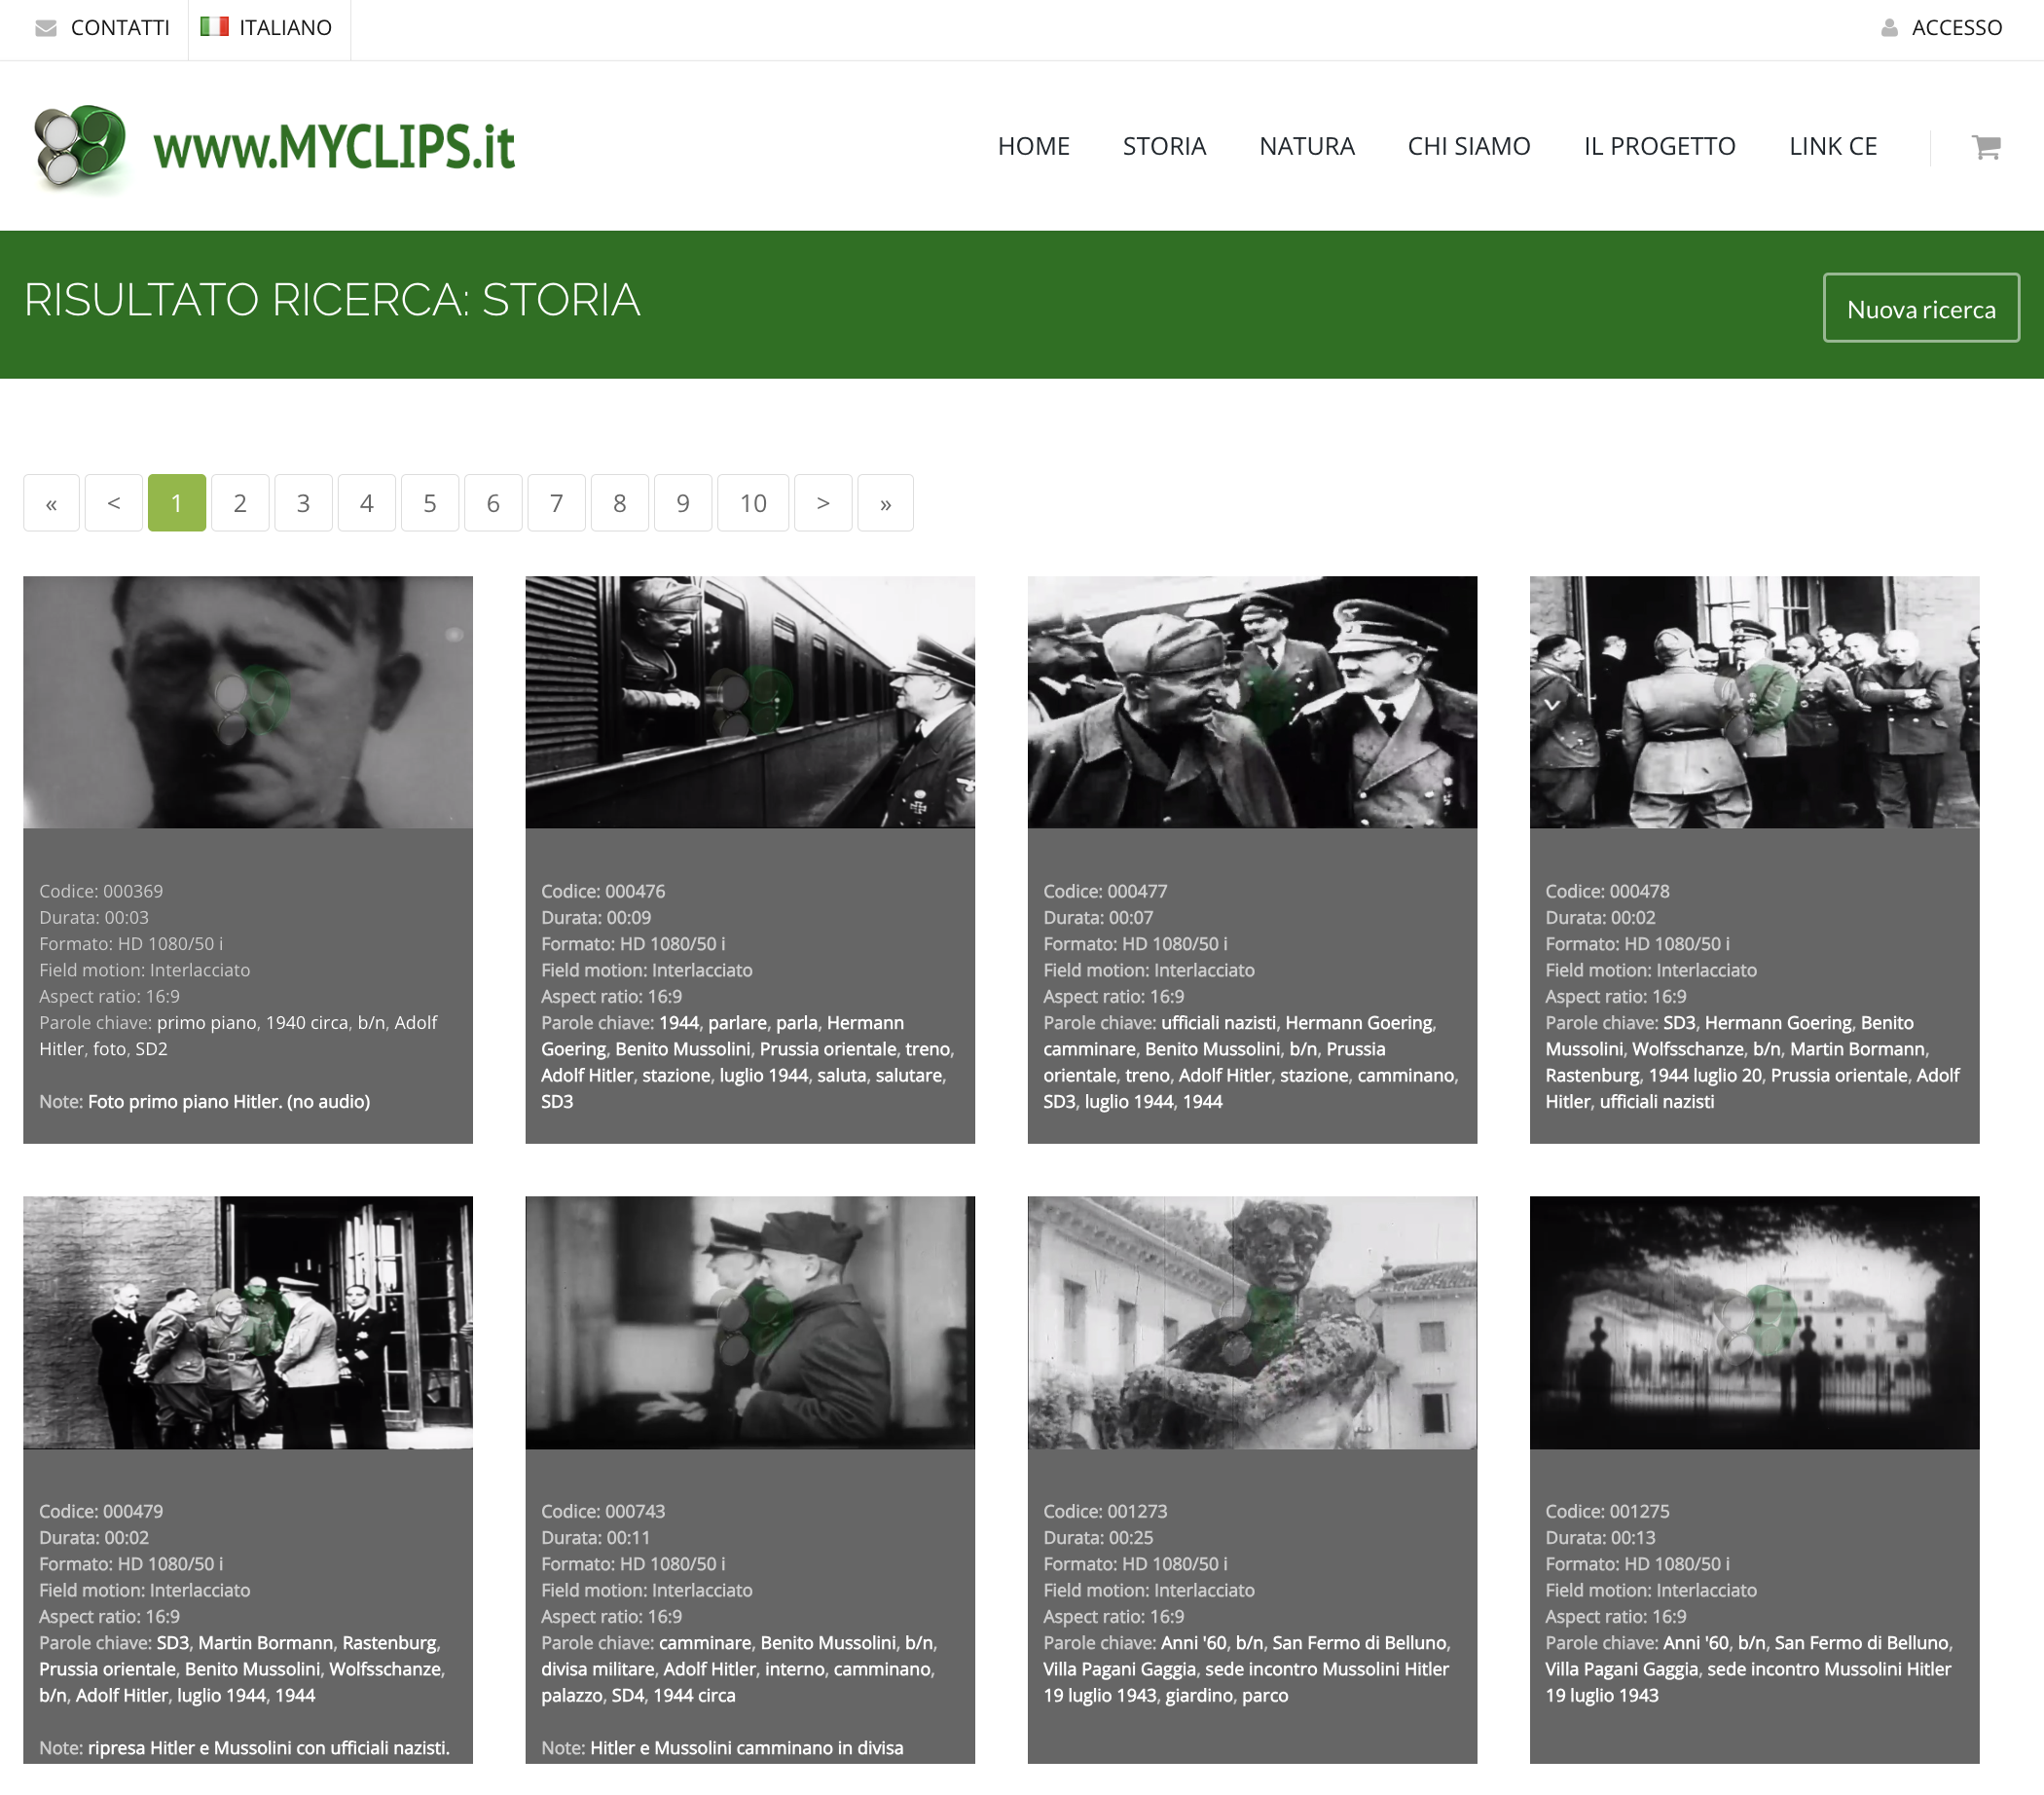 CONTATTI
ITALIANO
ACCESSO
www.MYCLIPS.it
HOME
STORIA
NATURA
CHI SIAMO
IL PROGETTO
LINK CE
RISULTATO RICERCA: STORIA
Nuova ricerca
« < 1 2 3 4 5 6 7 8 9 10 > »
Codice: 000369
Durata: 00:03
Formato: HD 1080/50 i
Field motion: Interlacciato
Aspect ratio: 16:9
Parole chiave: primo piano, 1940 circa, b/n, Adolf
Hitler, foto, SD2
Note: Foto primo piano Hitler. (no audio)
Codice: 000476
Durata: 00:09
Formato: HD 1080/50 i
Field motion: Interlacciato
Aspect ratio: 16:9
Parole chiave: 1944, parlare, parla, Hermann
Goering, Benito Mussolini, Prussia orientale, treno,
Adolf Hitler, stazione, luglio 1944, saluta, salutare,
SD3
Codice: 000477
Durata: 00:07
Formato: HD 1080/50 i
Field motion: Interlacciato
Aspect ratio: 16:9
Parole chiave: ufficiali nazisti, Hermann Goering,
camminare, Benito Mussolini, b/n, Prussia
orientale, treno, Adolf Hitler, stazione, camminano,
SD3, luglio 1944, 1944
Codice: 000478
Durata: 00:02
Formato: HD 1080/50 i
Field motion: Interlacciato
Aspect ratio: 16:9
Parole chiave: SD3, Hermann Goering, Benito
Mussolini, Wolfsschanze, b/n, Martin Bormann,
Rastenburg, 1944 luglio 20, Prussia orientale, Adolf
Hitler, ufficiali nazisti
Codice: 000479
Durata: 00:02
Formato: HD 1080/50 i
Field motion: Interlacciato
Aspect ratio: 16:9
Parole chiave: SD3, Martin Bormann, Rastenburg,
Prussia orientale, Benito Mussolini, Wolfsschanze,
b/n, Adolf Hitler, luglio 1944, 1944
Note: ripresa Hitler e Mussolini con ufficiali nazisti.
Codice: 000743
Durata: 00:11
Formato: HD 1080/50 i
Field motion: Interlacciato
Aspect ratio: 16:9
Parole chiave: camminare, Benito Mussolini, b/n,
divisa militare, Adolf Hitler, interno, camminano,
palazzo, SD4, 1944 circa
Note: Hitler e Mussolini camminano in divisa
Codice: 001273
Durata: 00:25
Formato: HD 1080/50 i
Field motion: Interlacciato
Aspect ratio: 16:9
Parole chiave: Anni '60, b/n, San Fermo di Belluno,
Villa Pagani Gaggia, sede incontro Mussolini Hitler
19 luglio 1943, giardino, parco
Codice: 001275
Durata: 00:13
Formato: HD 1080/50 i
Field motion: Interlacciato
Aspect ratio: 16:9
Parole chiave: Anni '60, b/n, San Fermo di Belluno,
Villa Pagani Gaggia, sede incontro Mussolini Hitler
19 luglio 1943